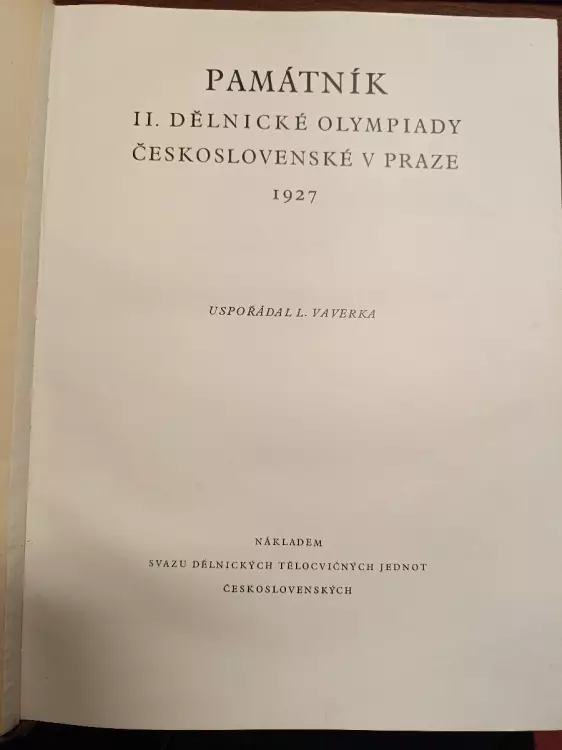 PAMÁTNÍK
II. DĚLNICKÉ OLYMPIADY
ČESKOSLOVENSKÉ V PRAZE
1927
USPOŘÁDAL L. VAVERKA
NÁKLADEM
SVAZU DĚLNICKÝCH TĚLOCVIČNÝCH JEDNOT
ČESKOSLOVENSKÝCH